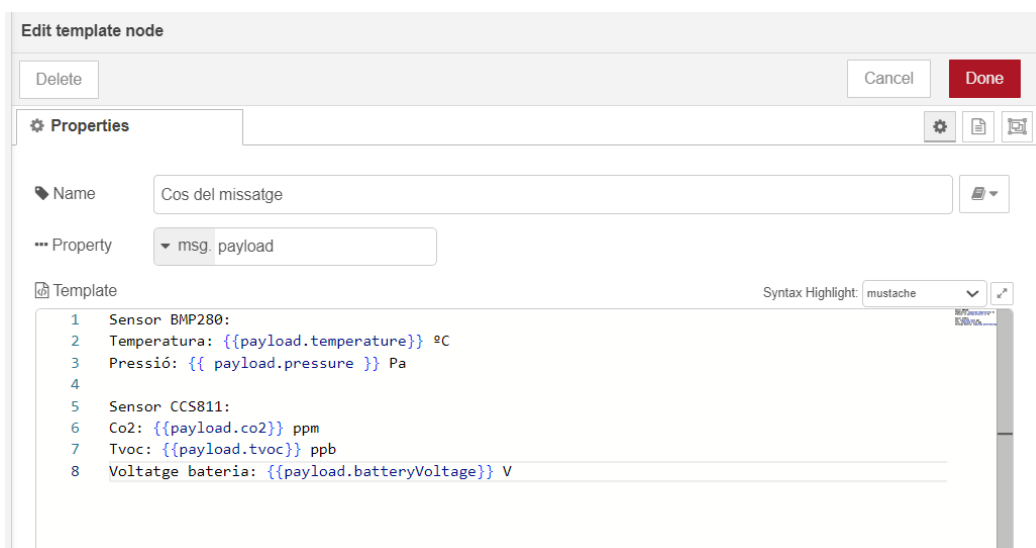 Edit template node
Delete
Cancel
Done
Properties
Name
Cos del missatge
Property
msg. payload
Template
Syntax Highlight: mustache
1 Sensor BMP280:
2 Temperatura: {{payload.temperature}} ºC
3 Pressió: {{ payload.pressure }} Pa
4
5 Sensor CCS811:
6 Co2: {{payload.co2}} ppm
7 Tvoc: {{payload.tvoc}} ppb
8 Voltatge bateria: {{payload.batteryVoltage}} V